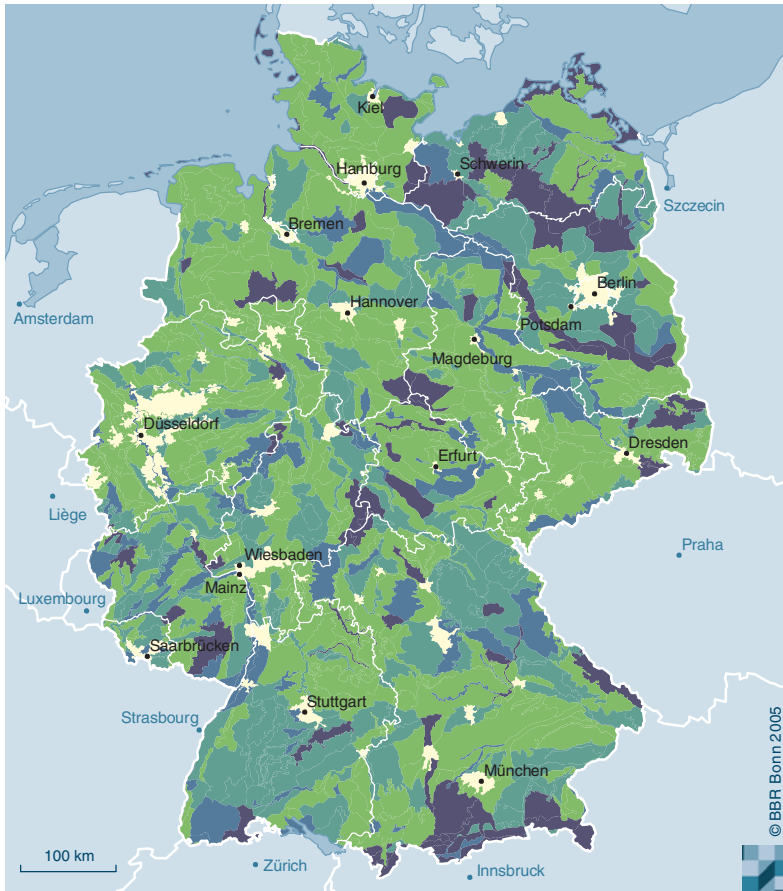 Kiel
Hamburg
Schwerin
Szczecin
Bremen
Berlin
Amsterdam
Hannover
Potsdam
Magdeburg
Düsseldorf
Dresden
Erfurt
Liège
Praha
Wiesbaden
Mainz
Luxembourg
Saarbrücken
Stuttgart
Strasbourg
München
100 km
Zürich
Innsbruck
© BBR Bonn 2005